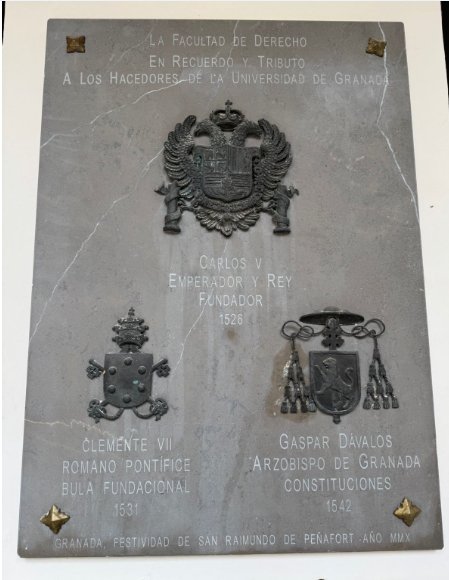 LA FACULTAD DE DERECHO
EN RECUERDO Y TRIBUTO
A LOS HACEDORES DE LA UNIVERSIDAD DE GRANADA
CARLOS V
EMPERADOR Y REY
FUNDADOR
1526
CLEMENTE VII
ROMANO PONTÍFICE
BULA FUNDACIONAL
1531
GASPAR DÁVALOS
ARZOBISPO DE GRANADA
CONSTITUCIONES
1542
GRANADA, FESTIVIDAD DE SAN RAIMUNDO DE PEÑAFORT AÑO MMX